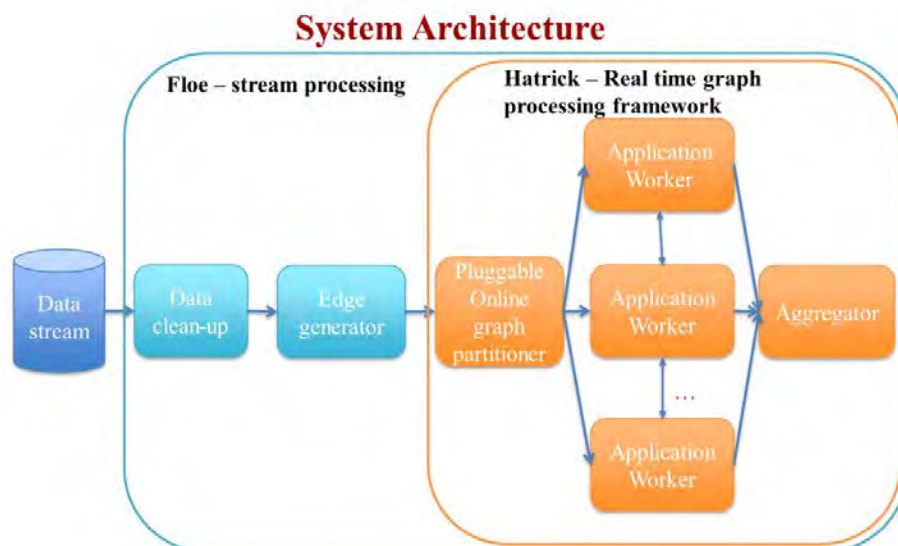 System Architecture
Floe – stream processing
Hatrick – Real time graph
processing framework
Application
Worker
Data
stream
Data
clean-up
Edge
generator
Pluggable
Online
graph
partitioner
Application
Worker
Aggregator
...
Application
Worker